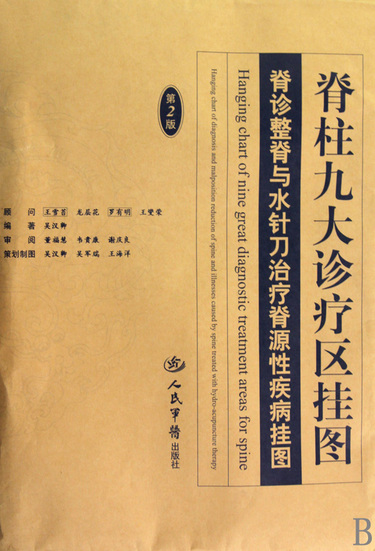 脊柱九大诊疗区挂图
Hanging chart of nine great diagnostic treatment areas for spine
脊诊整脊与水针刀治疗脊源性疾病挂图
Hanging chart of diagnosis and malposition reduction of spine and illnesses caused by spine treated with hydro-acupuncture therapy
第2版
顾 问 王雪苔 龙层花 罗有明 王燮荣
编 著 吴汉卿
审 阅 董福慧 韦贵康 谢庆良
策划制图 吴汉卿 吴军瑞 王海洋
人民军医出版社
B